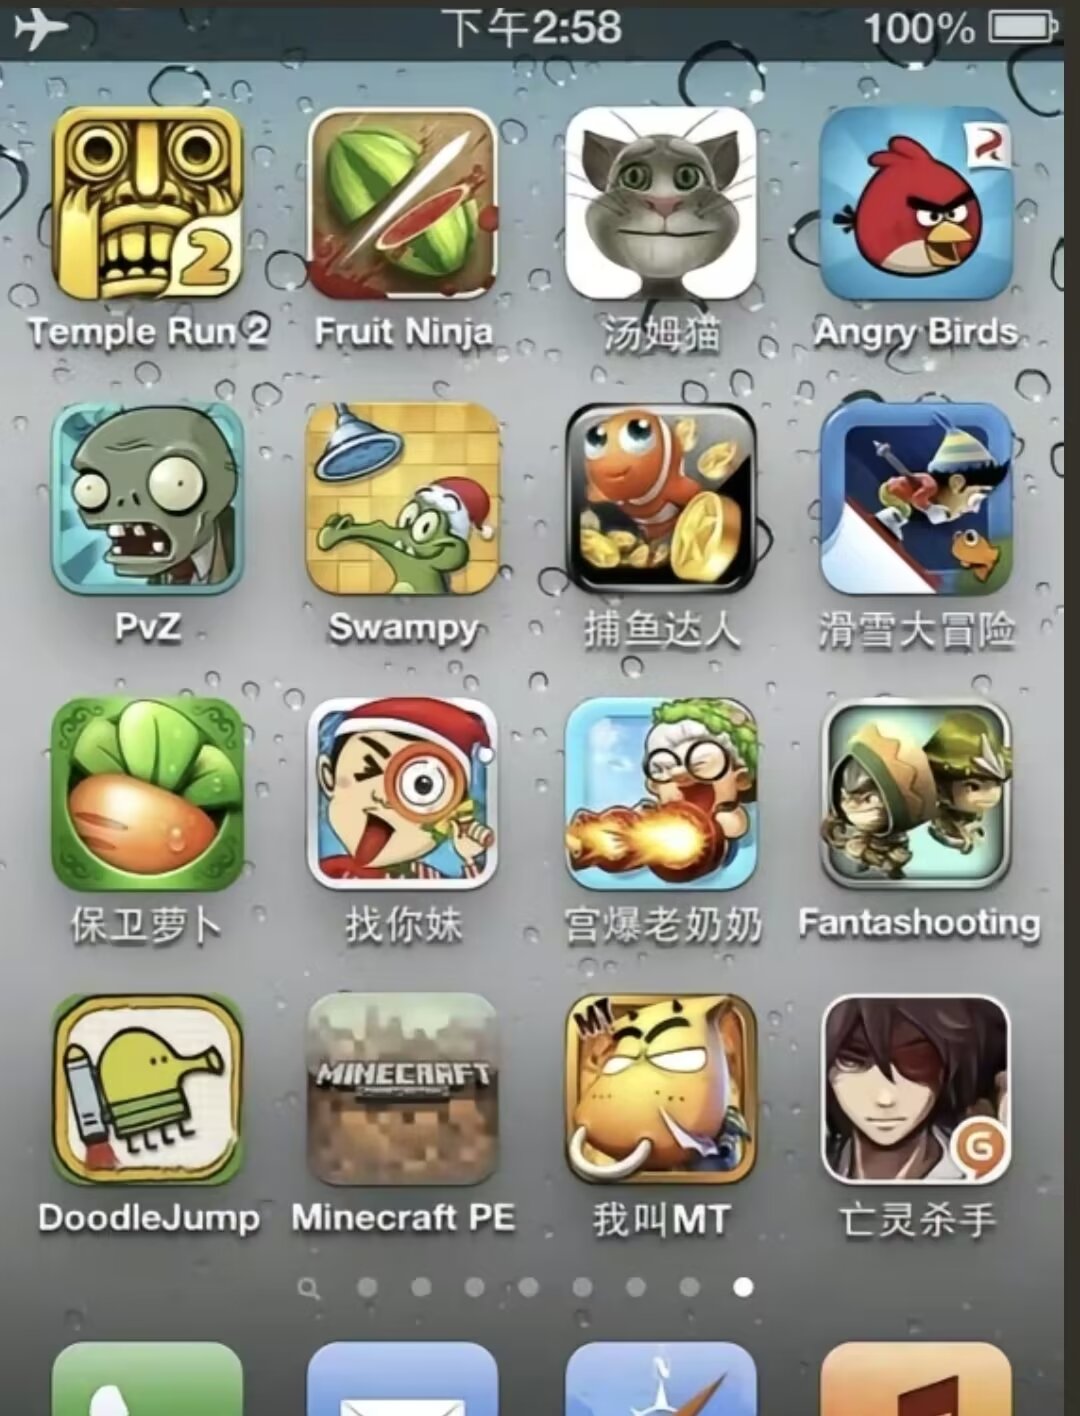 下午2:58
100%
2
Temple Run 2
Fruit Ninja
汤姆猫
Angry Birds
PvZ
Swampy
捕鱼达人
滑雪大冒险
保卫萝卜
找你妹
宫爆老奶奶
Fantashooting
MT
MINECRAFT
G
DoodleJump
Minecraft PE
我叫MT
亡灵杀手